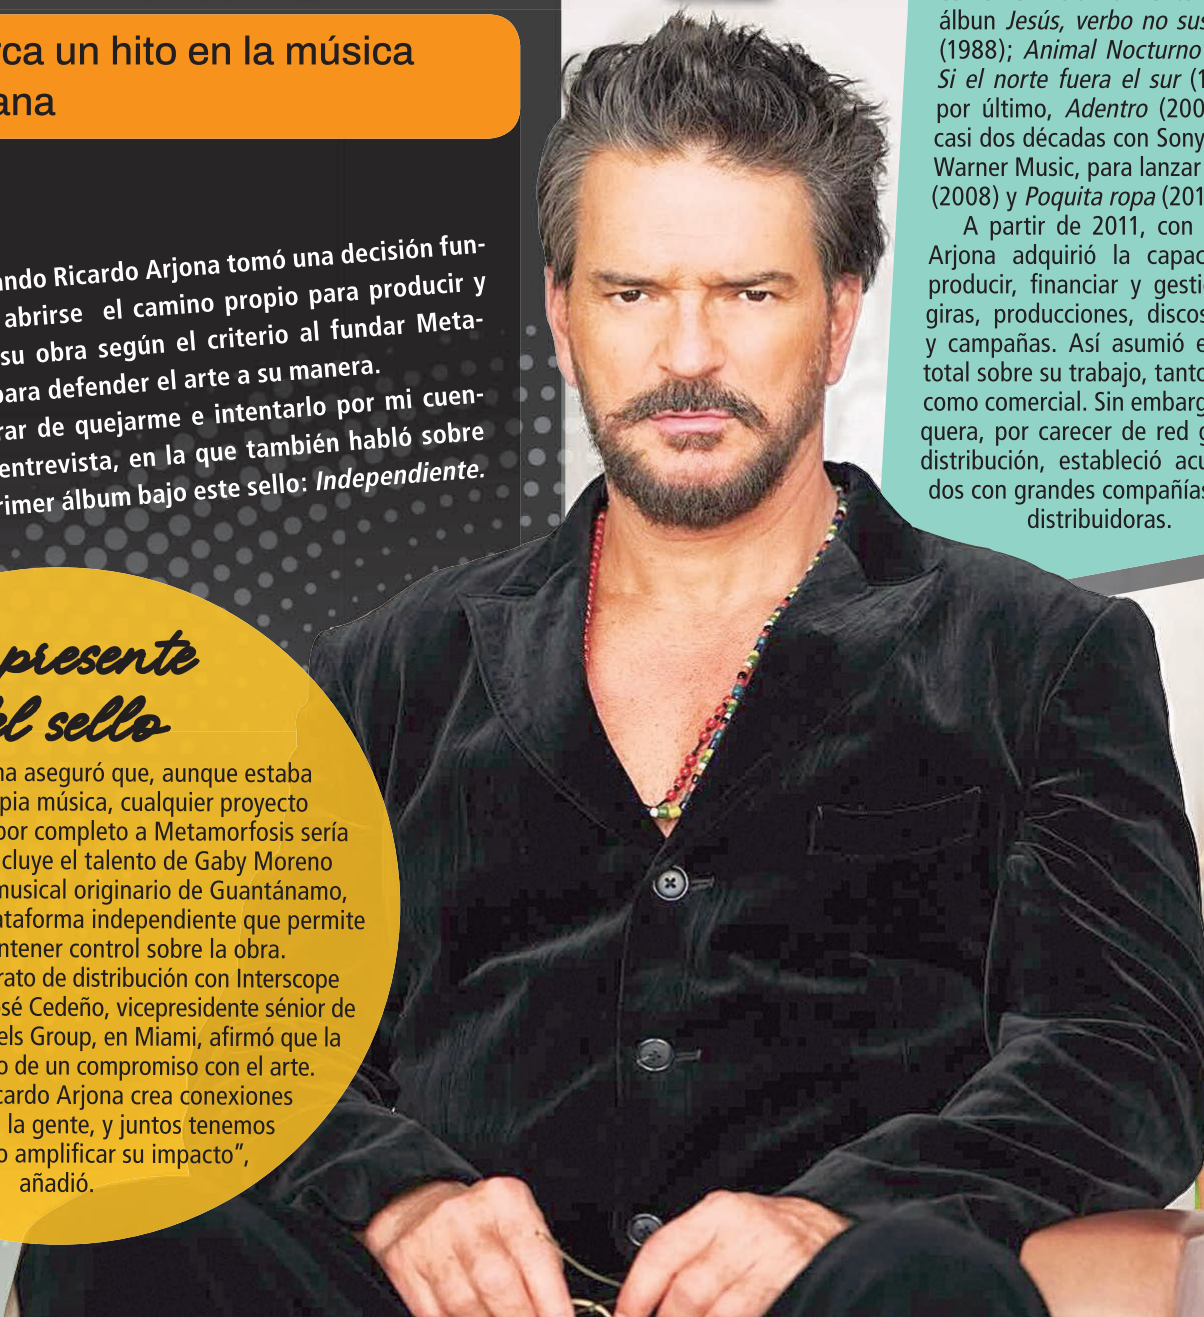 rca un hito en la música
ana
ando Ricardo Arjona tomó una decisión fun-
abrirse el camino propio para producir y
su obra según el criterio al fundar Meta-
para defender el arte a su manera.
rar de quejarme e intentarlo por mi cuen-
entrevista, en la que también habló sobre
rimer álbum bajo este sello: Independiente.
presente
el sello
na aseguró que, aunque estaba
pia música, cualquier proyecto
por completo a Metamorfosis sería
cluye el talento de Gaby Moreno
musical originario de Guantánamo,
ataforma independiente que permite
ntener control sobre la obra.
rato de distribución con Interscope
osé Cedeño, vicepresidente sénior de
els Group, en Miami, afirmó que la
o de un compromiso con el arte.
cardo Arjona crea conexiones
la gente, y juntos tenemos
o amplificar su impacto”,
añadió.
álbun Jesús, verbo no sus
(1988); Animal Nocturno
Si el norte fuera el sur (1
por último, Adentro (200
casi dos décadas con Sony
Warner Music, para lanzar
(2008) y Poquita ropa (201
A partir de 2011, con
Arjona adquirió la capac
producir, financiar y gesti
giras, producciones, discos
y campañas. Así asumió e
total sobre su trabajo, tanto
como comercial. Sin embarg
quera, por carecer de red g
distribución, estableció acu
dos con grandes compañías
distribuidoras.